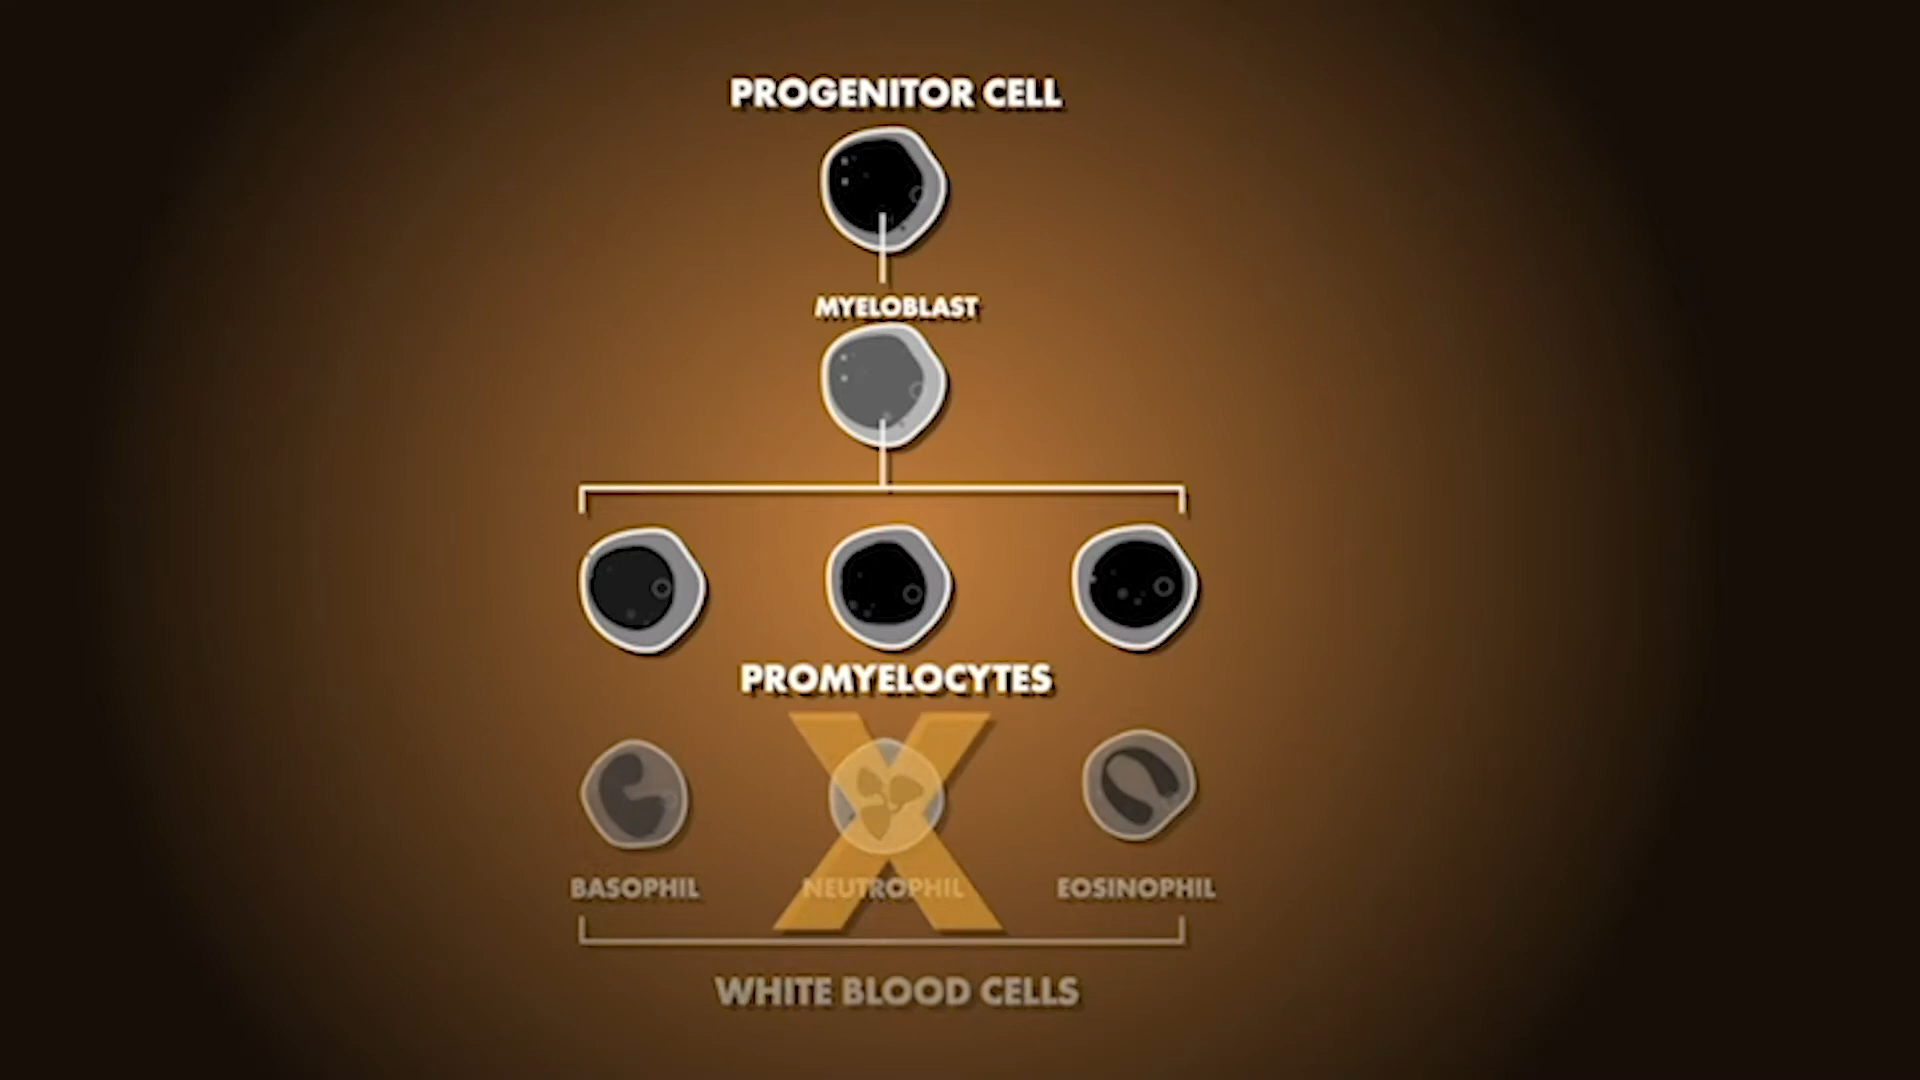 PROGENITOR CELL
MYELOBLAST
PROMYELOCYTES
X
BASOPHIL NEUTROPHIL EOSINOPHIL
WHITE BLOOD CELLS